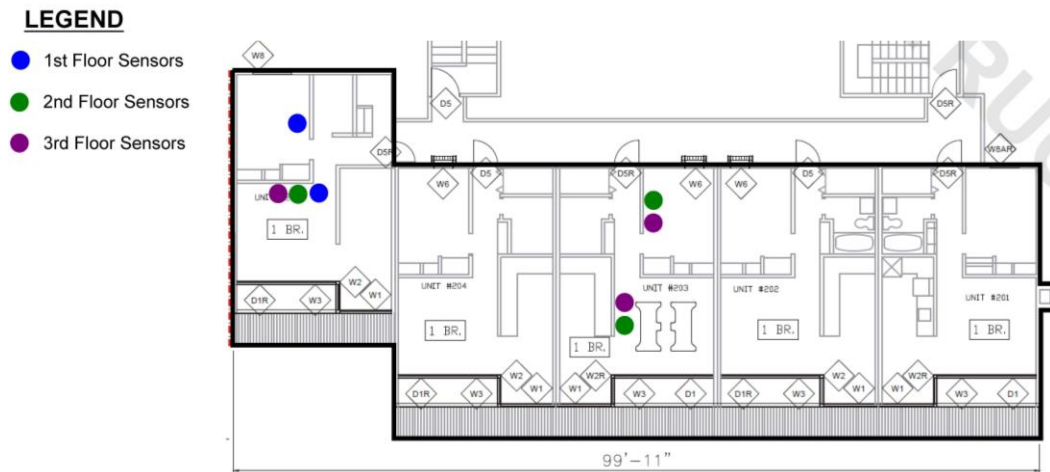 LEGEND
1st Floor Sensors
2nd Floor Sensors
3rd Floor Sensors
W8
D5
D5R
RUC
D5R
W8AR
W6
D5
D5R
W6
W6
D5
D5R
1 BR.
W2
W1
D1R
W3
UNIT #204
UNIT #203
UNIT #202
UNIT #201
1 BR.
1 BR.
1 BR.
1 BR.
W2
W1
W1
W2R
W2
W1
W1
W2R
D1R
W3
W3
D1
D1R
W3
W3
D1
99'-11"